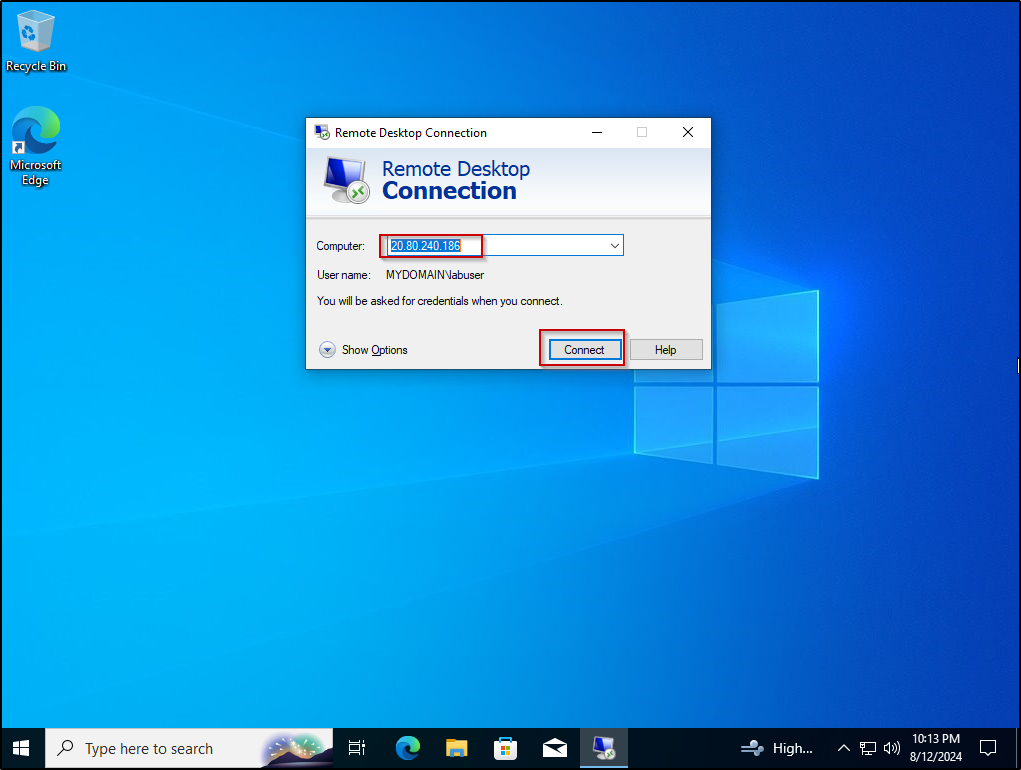 Recycle Bin
Microsoft
Edge
Remote Desktop Connection
Remote Desktop
Connection
Computer:
20.80.240.186
User name:
MYDOMAIN\labuser
You will be asked for credentials when you connect.
Show Options
Connect
Help
Type here to search
High...
10:13 PM
8/12/2024